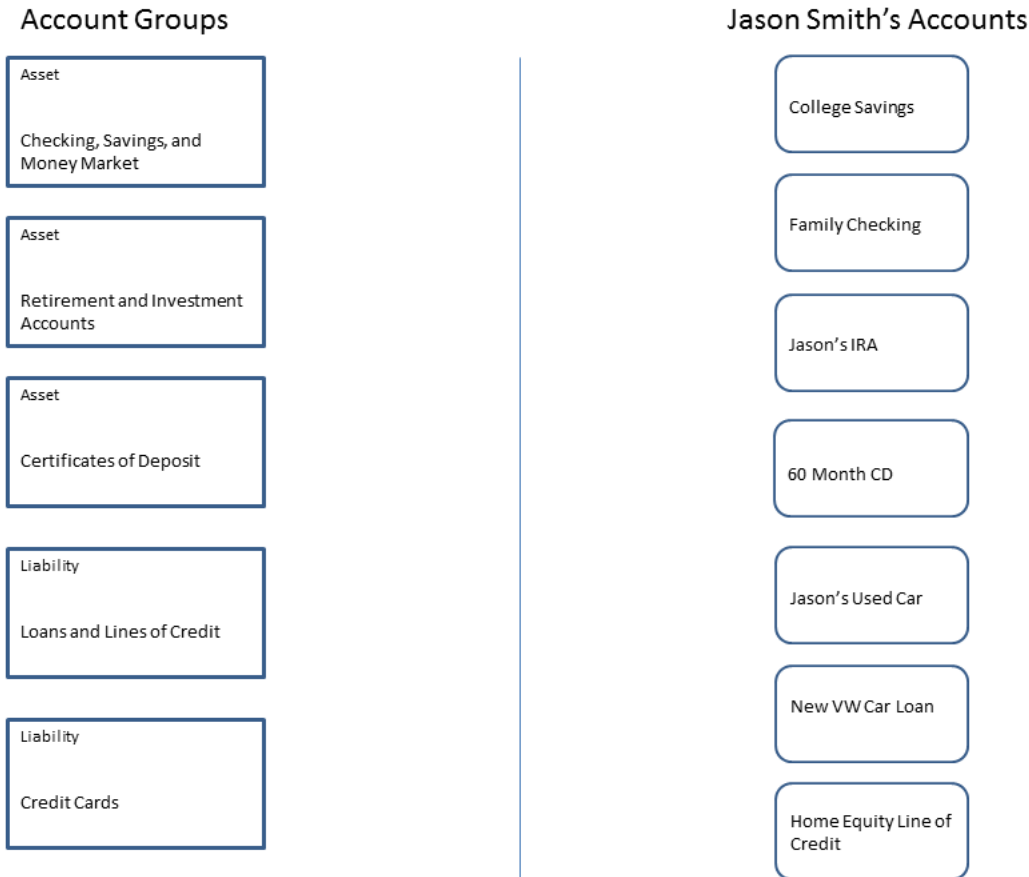 Account Groups
Asset
Checking, Savings, and
Money Market
Asset
Retirement and Investment
Accounts
Asset
Certificates of Deposit
Liability
Loans and Lines of Credit
Liability
Credit Cards
Jason Smith's Accounts
College Savings
Family Checking
Jason's IRA
60 Month CD
Jason's Used Car
New VW Car Loan
Home Equity Line of
Credit